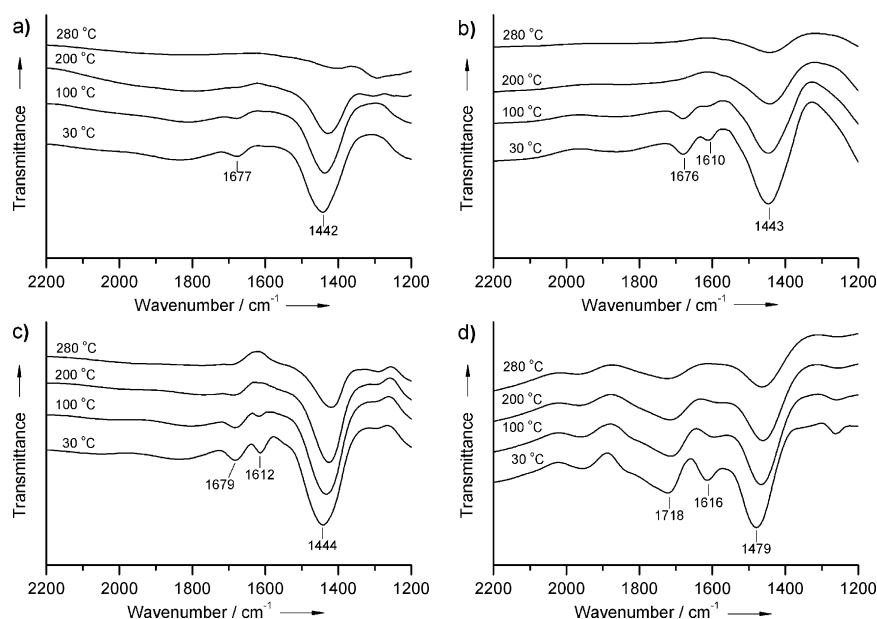 a)
280 °C
200 °C
100 °C
30 °C
1677
1442
Transmittance
2200 2000 1800 1600 1400 1200
Wavenumber / cm⁻¹
b)
280 °C
200 °C
100 °C
30 °C
1676
1610
1443
Transmittance
2200 2000 1800 1600 1400 1200
Wavenumber / cm⁻¹
c)
280 °C
200 °C
100 °C
30 °C
1679
1612
1444
Transmittance
2200 2000 1800 1600 1400 1200
Wavenumber / cm⁻¹
d)
280 °C
200 °C
100 °C
30 °C
1718
1616
1479
Transmittance
2200 2000 1800 1600 1400 1200
Wavenumber / cm⁻¹